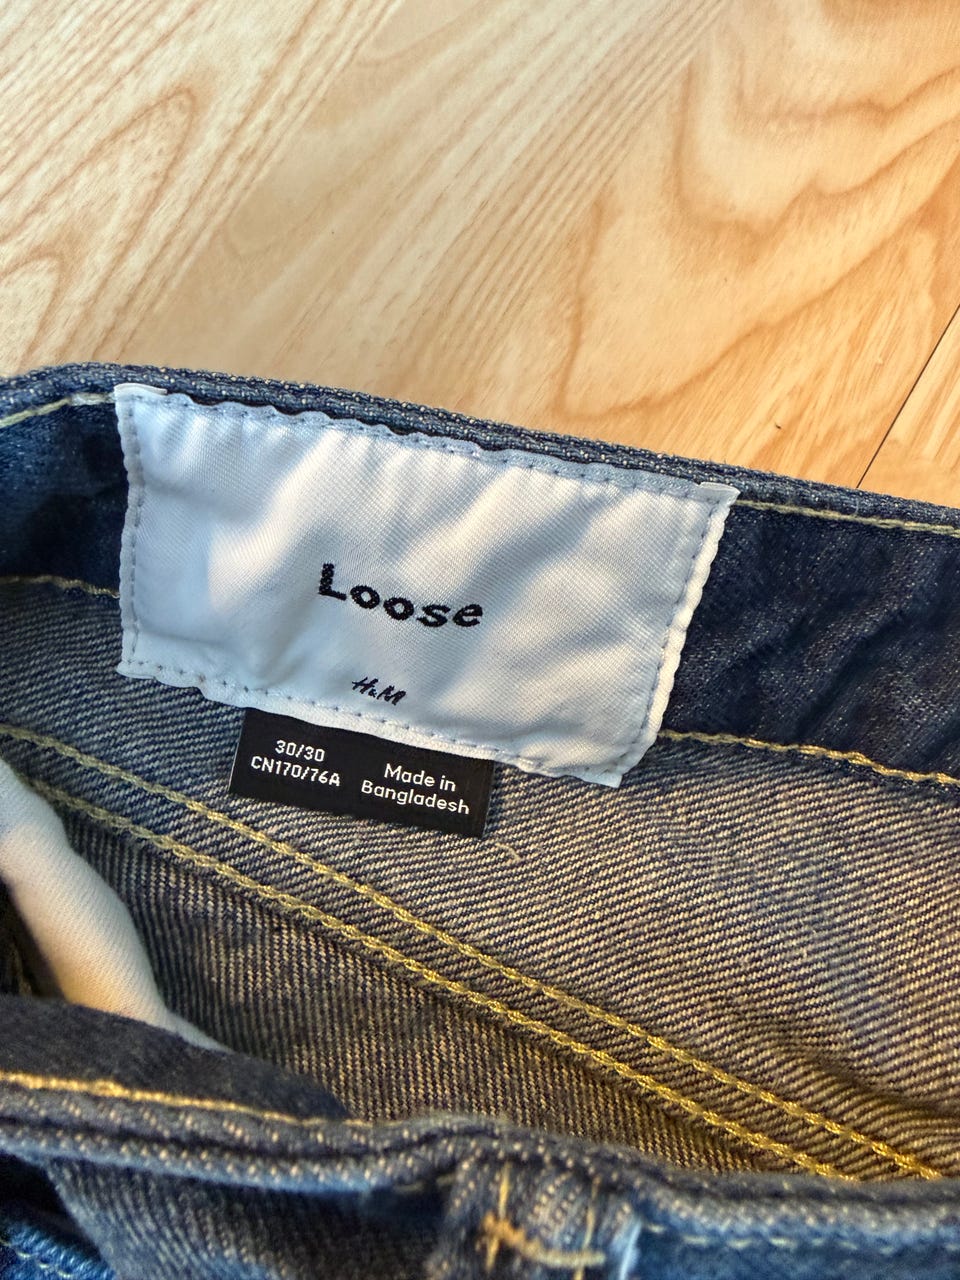 Loose
H&M
30/30
CN170/76A
Made in
Bangladesh